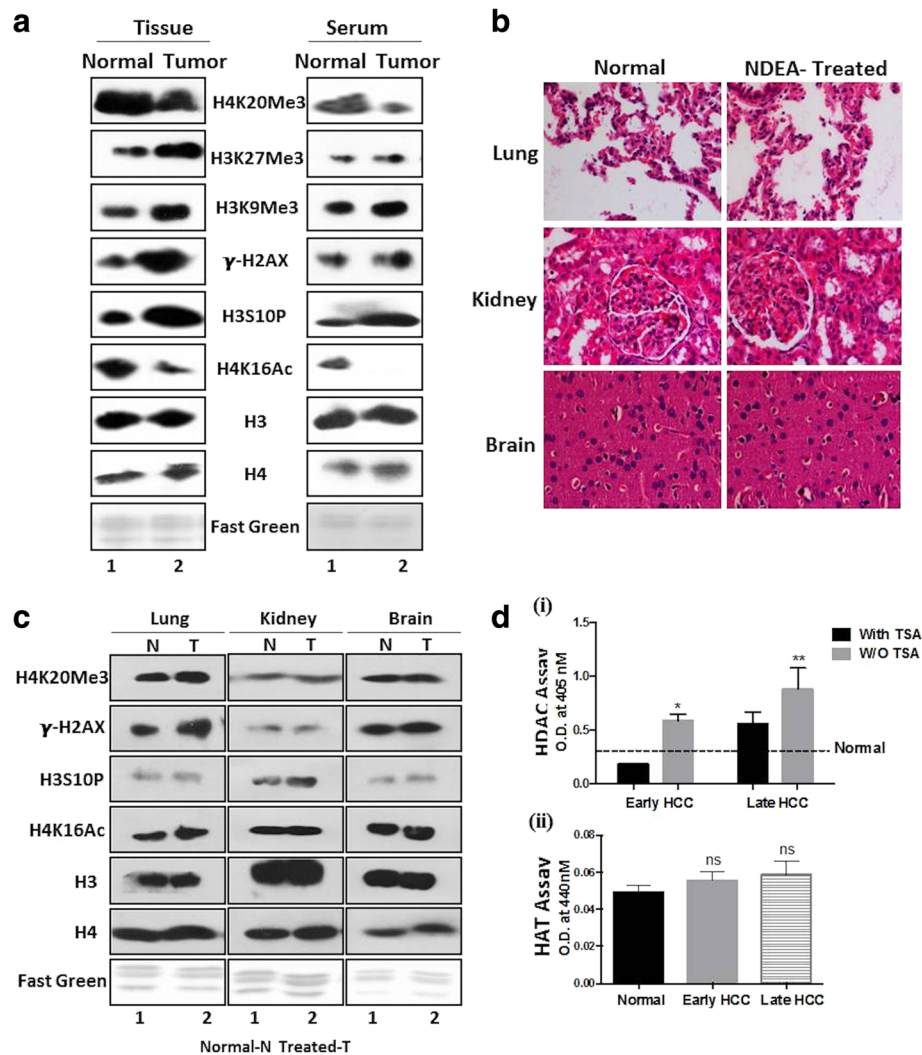 a
Tissue Serum
Normal Tumor Normal Tumor
H4K20Me3
H3K27Me3
H3K9Me3
γ-H2AX
H3S10P
H4K16Ac
H3
H4
Fast Green
1 2 1 2
b
Normal NDEA- Treated
Lung
Kidney
Brain
c
Lung Kidney Brain
N T N T N T
H4K20Me3
γ-H2AX
H3S10P
H4K16Ac
H3
H4
Fast Green
1 2 1 2 1 2
Normal-N Treated-T
d
(i)
HDAC Assay
O.D. at 405 nM
1.5
1.0
0.5
0.0
With TSA
W/O TSA
*
**
Normal
Early HCC Late HCC
(ii)
HAT Assay
O.D. at 440nM
0.08
0.06
0.04
0.02
0.00
ns
ns
Normal Early HCC Late HCC